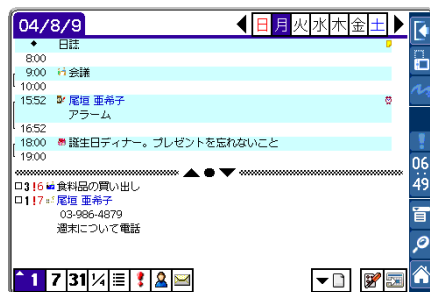 04/8/9 日月火水木金土
日誌
8:00
9:00 会議
10:00
15:52 尾垣 亜希子
アラーム
16:52
18:00 誕生日ディナー。プレゼントを忘れないこと
19:00
3 !6 食料品の買い出し
1 !7 尾垣 亜希子
03-986-4879
週末について電話
06
49
1 7 31 ¼